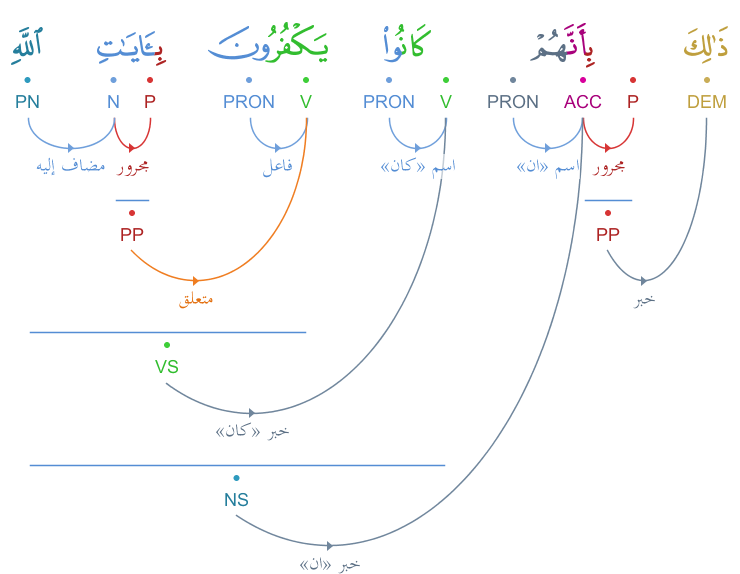 ذَٰلِكَ بِأَنَّهُمْ كَانُوا۟ يَكْفُرُونَ بِـَٔايَـٰتِ ٱللَّهِ
DEM P ACC PRON V PRON V PRON P N PN
مجرور اسم «ان» اسم «كان» فاعل مجرور مضاف إليه
PP PP
خبر متعلق
VS
خبر «كان»
NS
خبر «ان»